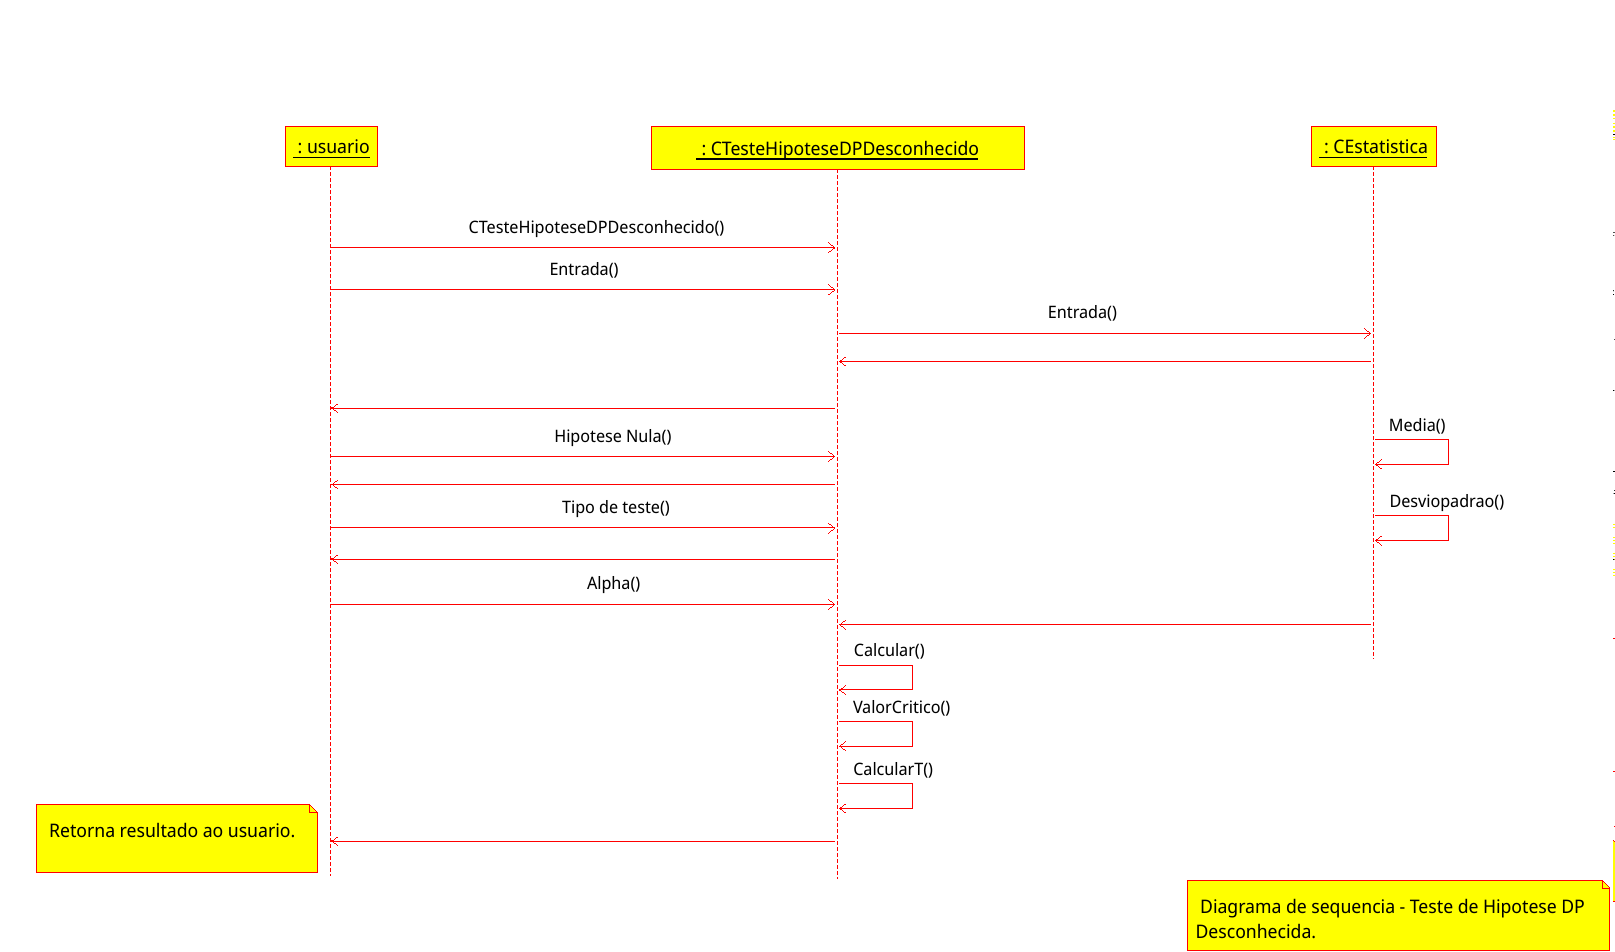 : usuario
: CTesteHipoteseDPDesconhecido
: CEstatistica
CTesteHipoteseDPDesconhecido()
Entrada()
Entrada()
Media()
Hipotese Nula()
Desviopadrao()
Tipo de teste()
Alpha()
Calcular()
ValorCritico()
CalcularT()
Retorna resultado ao usuario.
Diagrama de sequencia - Teste de Hipotese DP
Desconhecida.